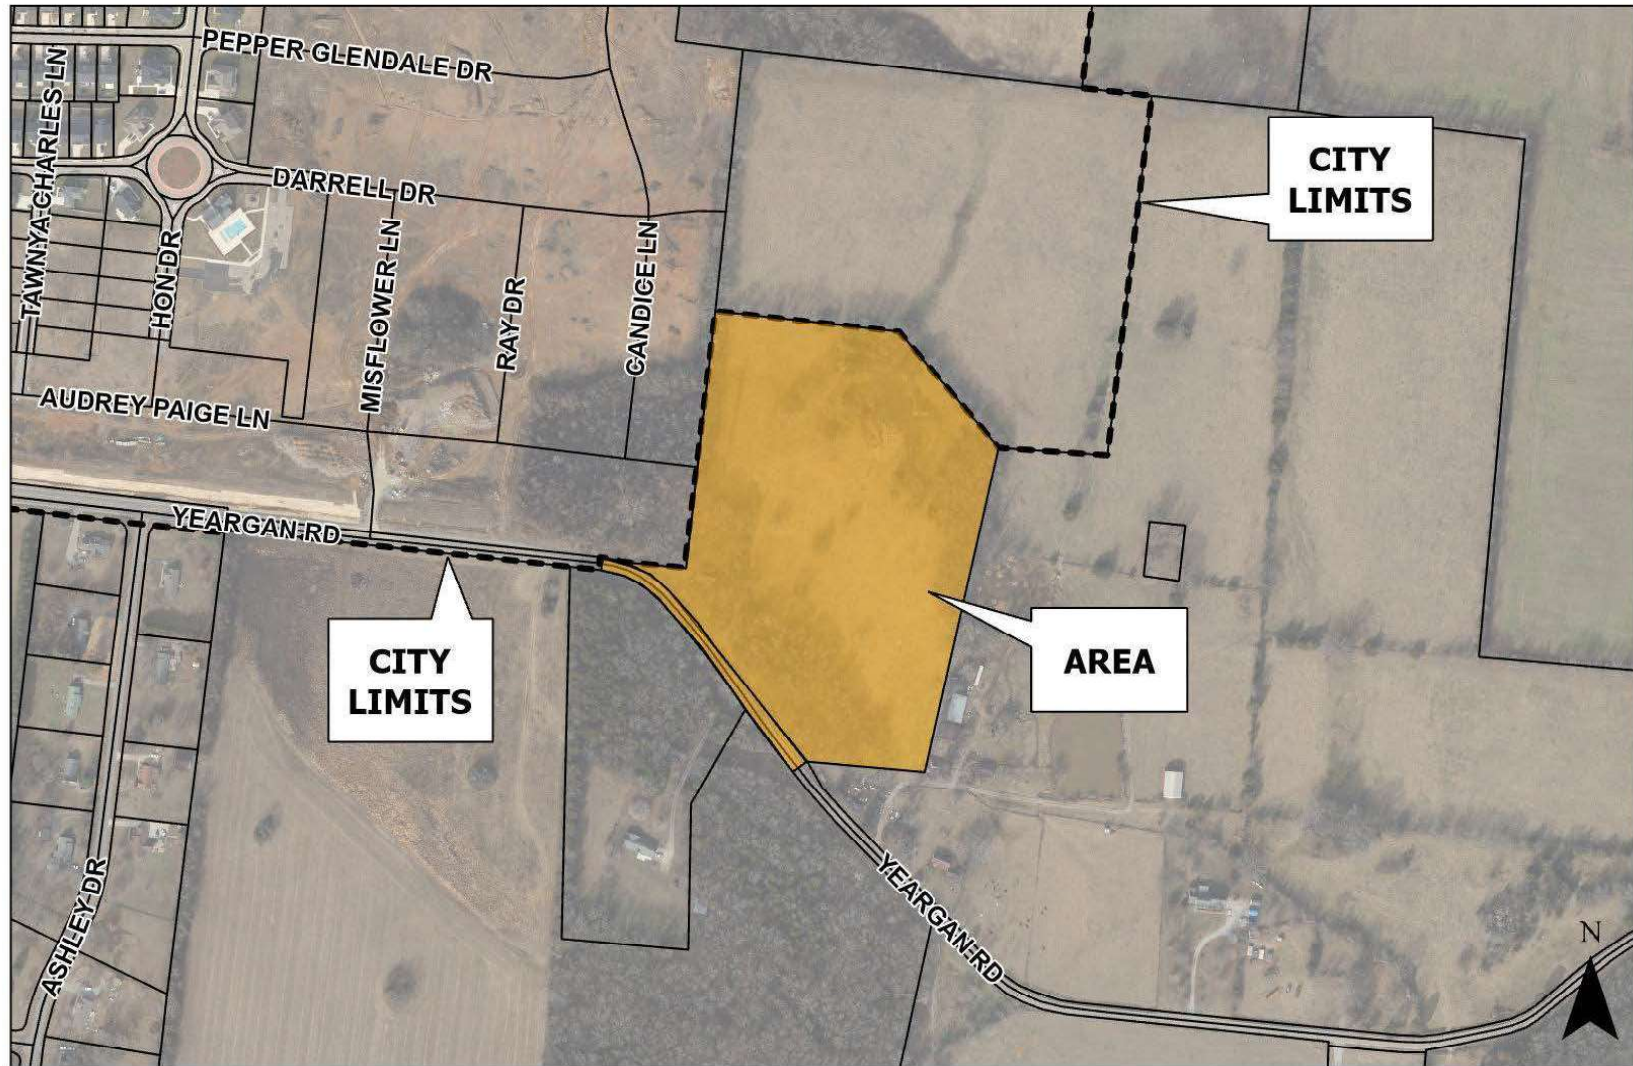 PEPPER GLENDALE DR
TAWNYA CHARLES LN
CITY
LIMITS
DARRELL DR
HON DR
MISFLOWER LN
RAY DR
CANDICE LN
AUDREY PAIGE LN
YEARGAN RD
CITY
LIMITS
AREA
YEARGAN RD
ASHLEY DR
N